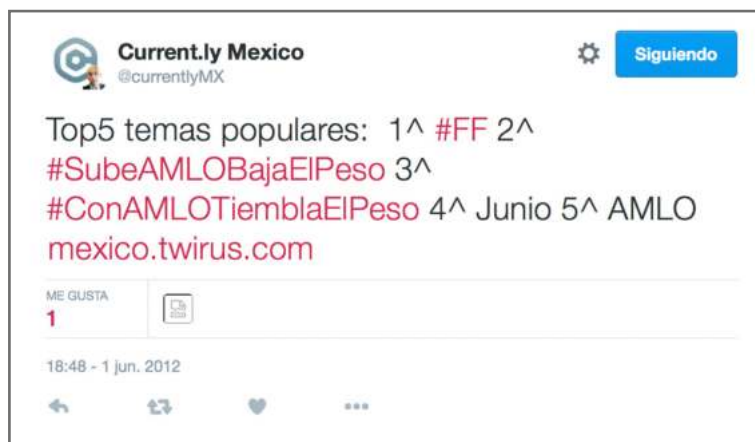 Current.ly Mexico
@currentlyMX
Siguiendo
Top5 temas populares: 1^ #FF 2^
#SubeAMLOBajaElPeso 3^
#ConAMLOTiemblaElPeso 4^ Junio 5^ AMLO
mexico.twirus.com
ME GUSTA
1
18:48 - 1 jun. 2012